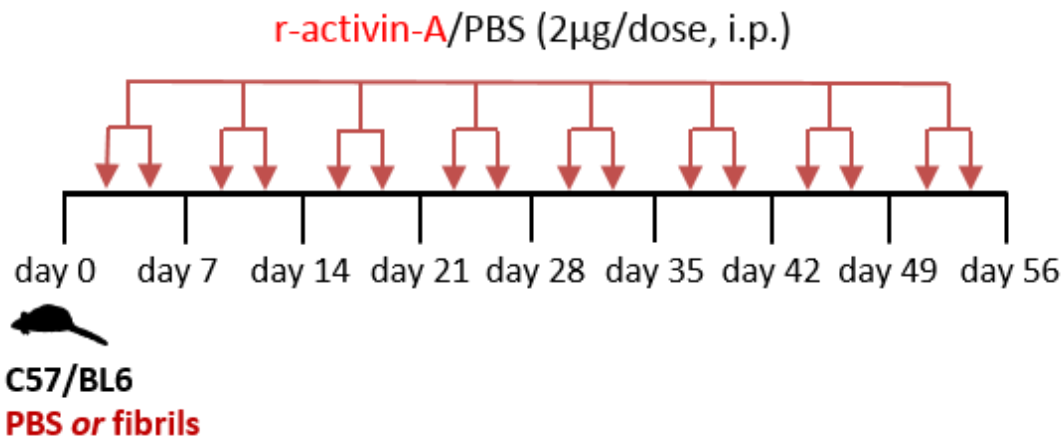 r-activin-A/PBS (2μg/dose, i.p.)
day 0 day 7 day 14 day 21 day 28 day 35 day 42 day 49 day 56
C57/BL6
PBS or fibrils